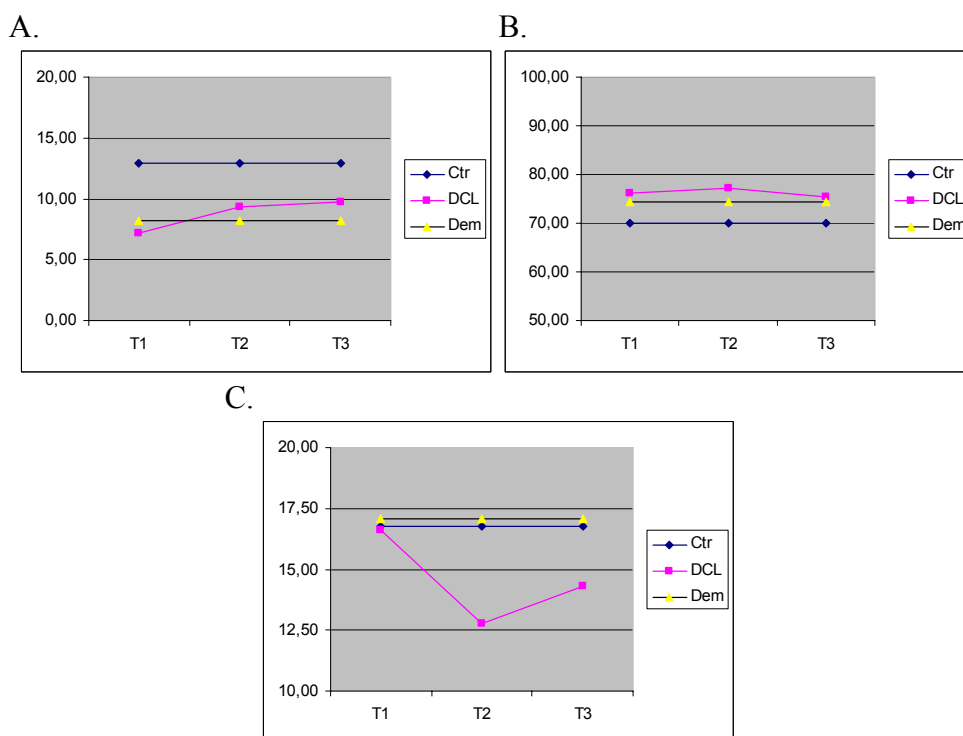 A.
20,00
15,00
10,00
5,00
0,00
T1 T2 T3
Ctr
DCL
Dem
B.
100,00
90,00
80,00
70,00
60,00
50,00
T1 T2 T3
Ctr
DCL
Dem
C.
20,00
17,50
15,00
12,50
10,00
T1 T2 T3
Ctr
DCL
Dem